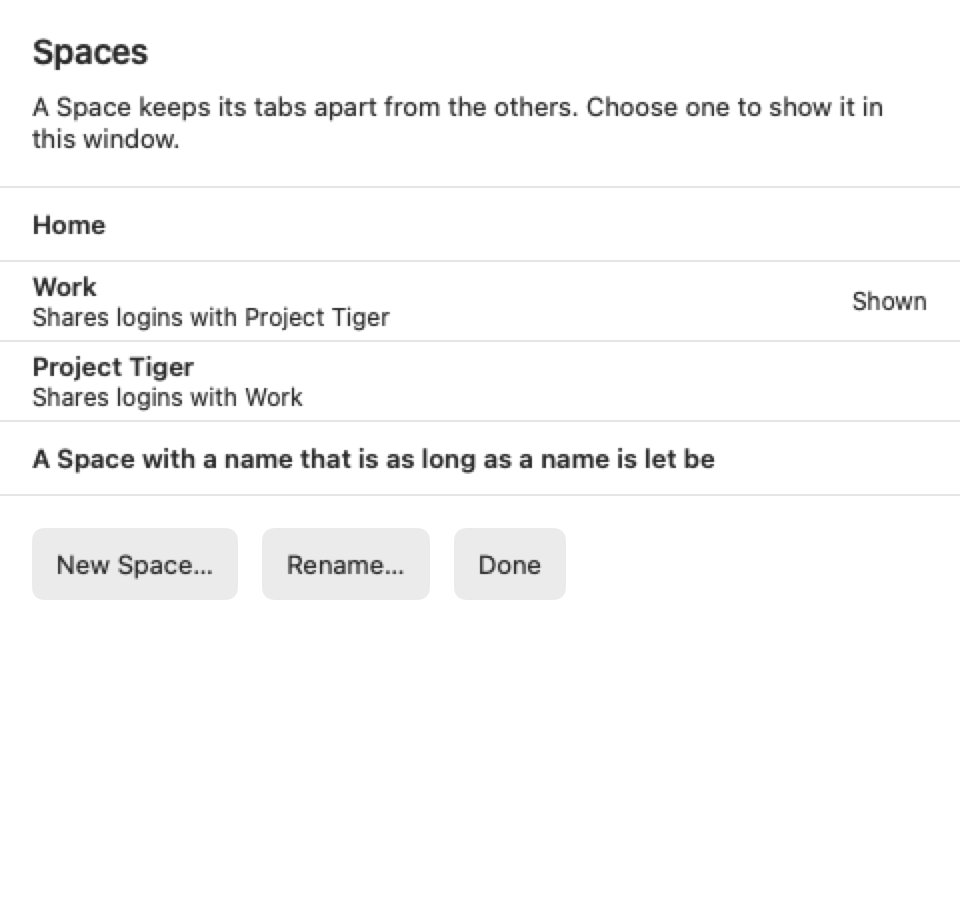 Spaces
A Space keeps its tabs apart from the others. Choose one to show it in
this window.
Home
Work
Shares logins with Project Tiger
Shown
Project Tiger
Shares logins with Work
A Space with a name that is as long as a name is let be
New Space...
Rename...
Done